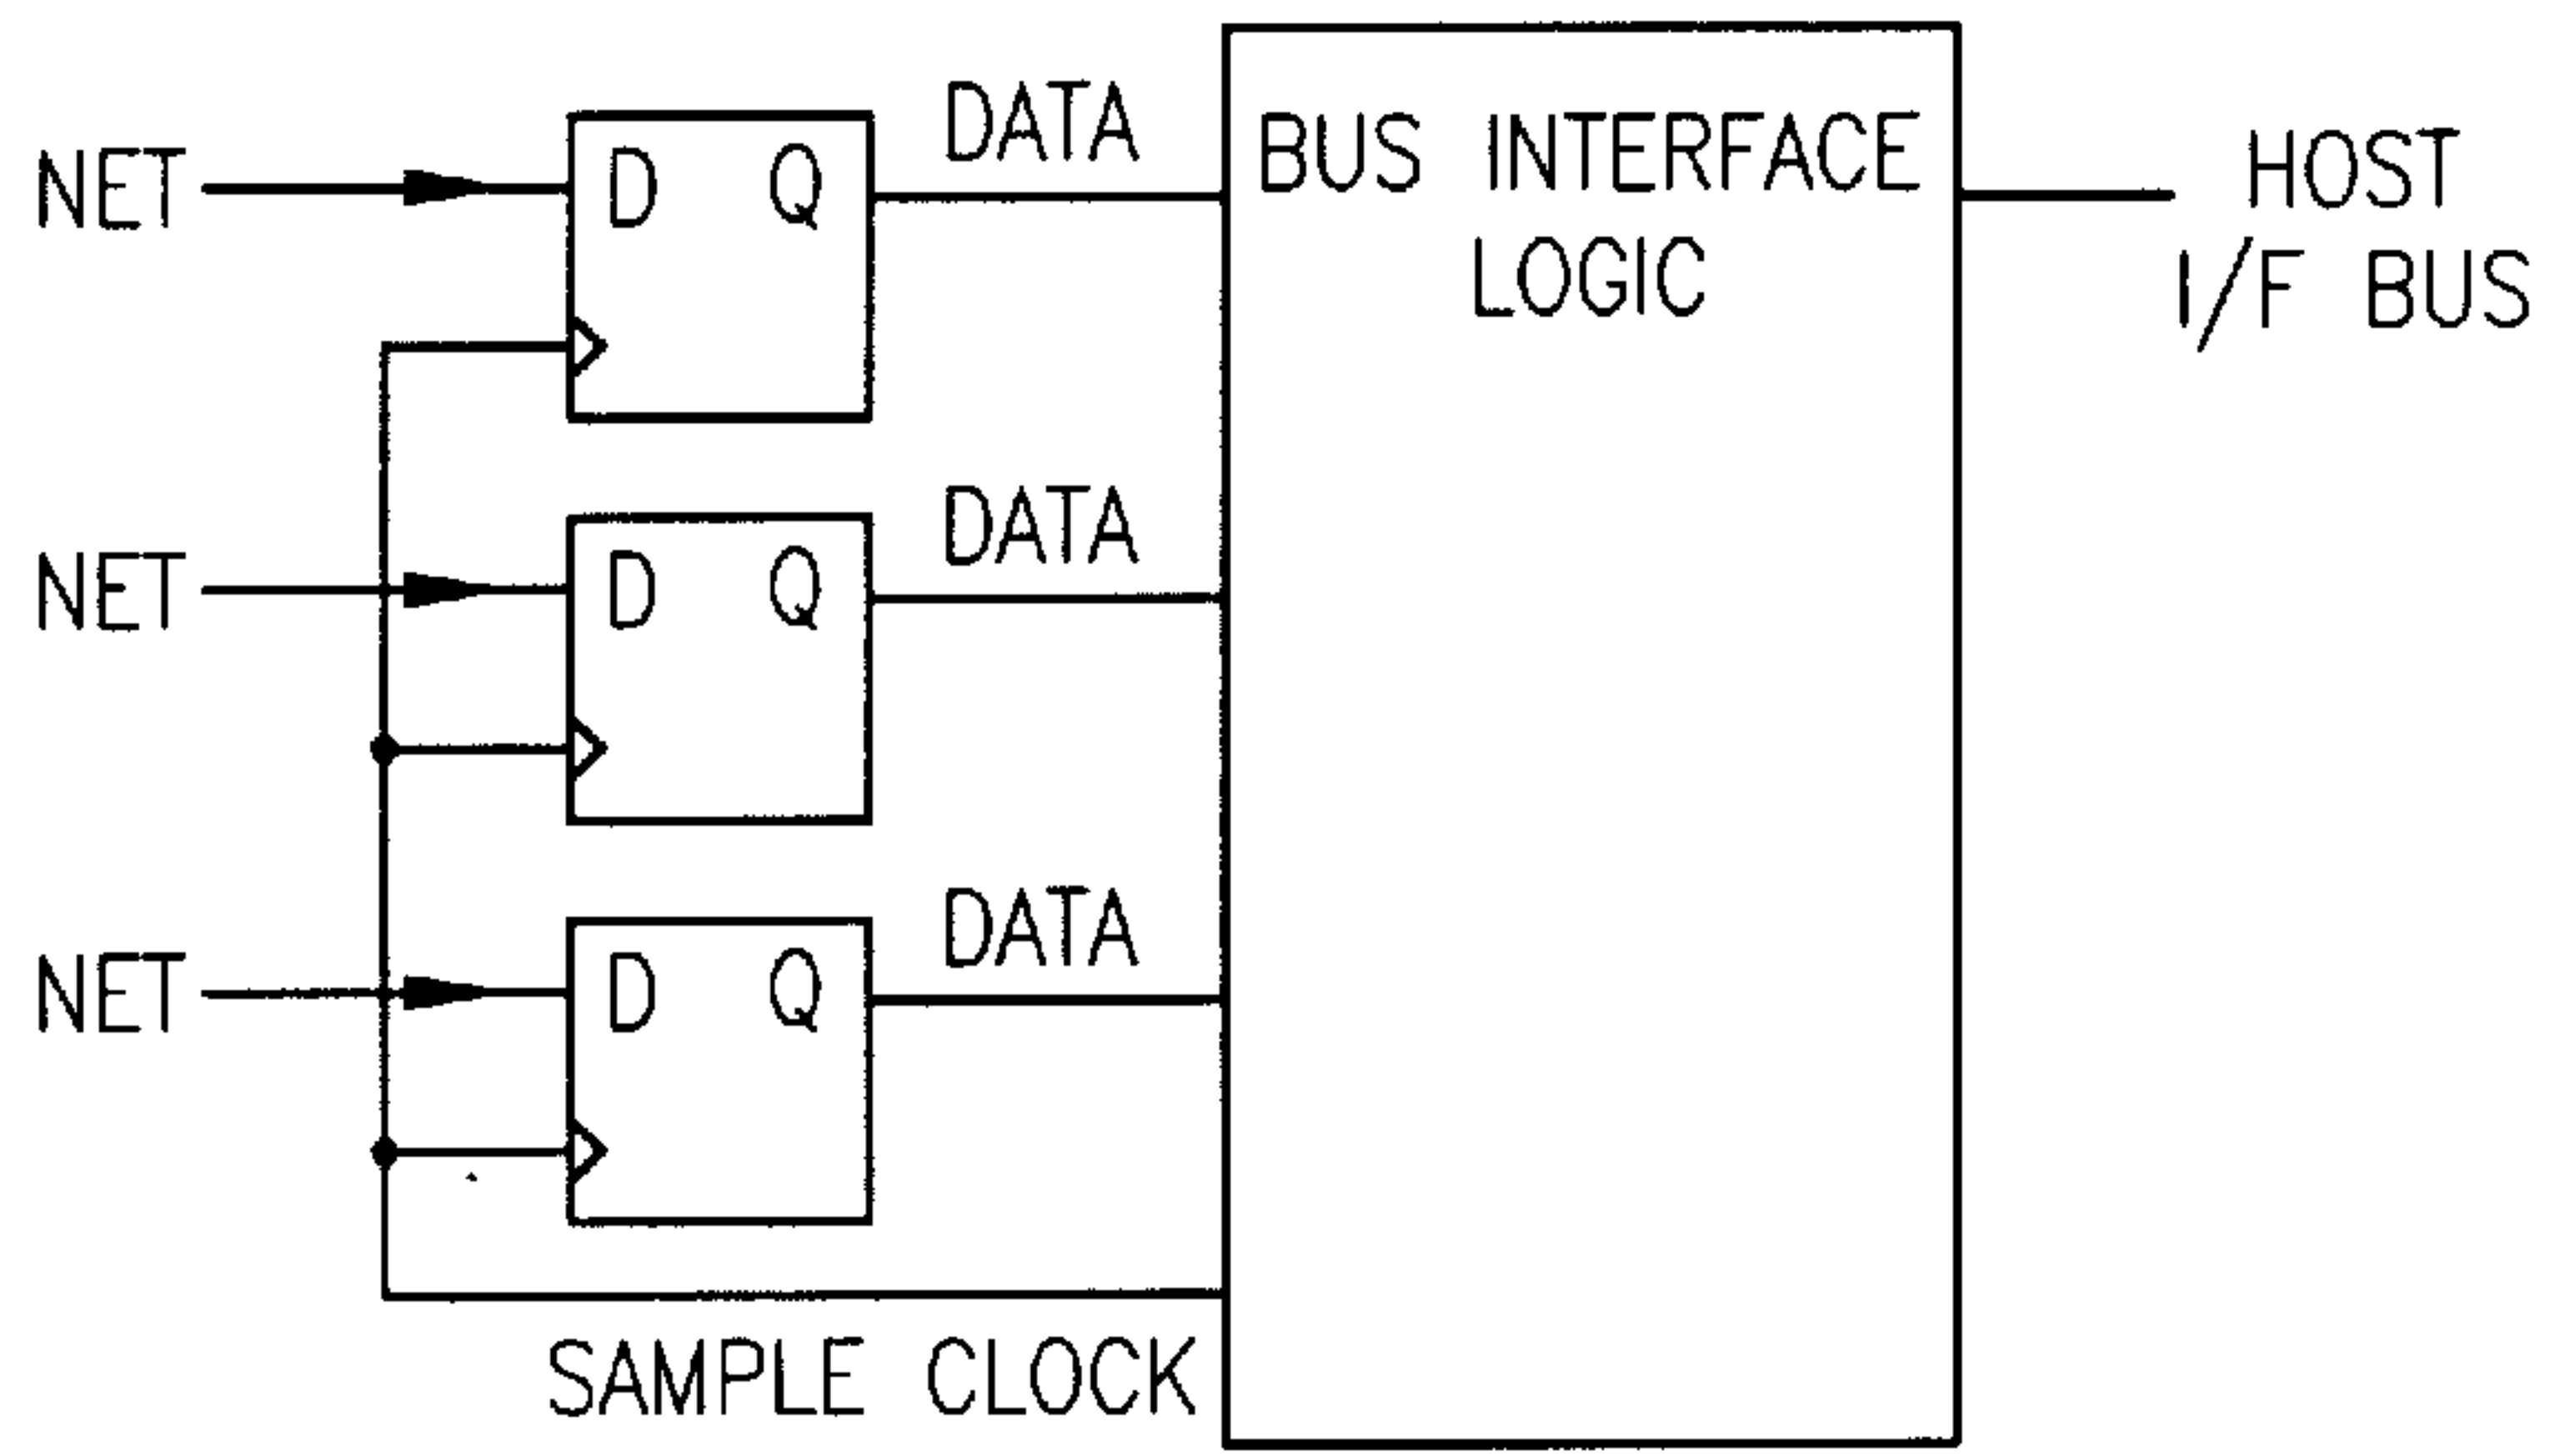 NET
D Q
DATA
BUS INTERFACE
LOGIC
HOST
I/F BUS
NET
D Q
DATA
NET
D Q
DATA
SAMPLE CLOCK